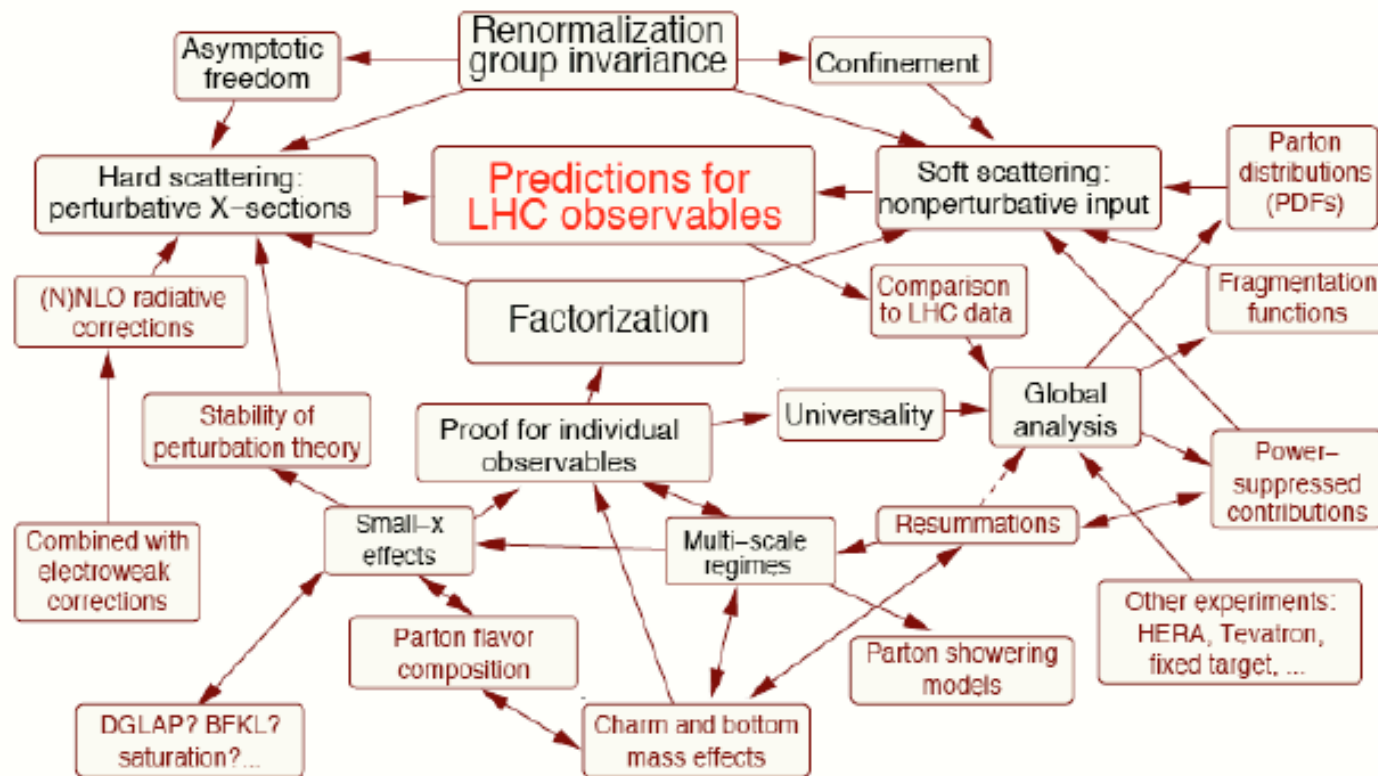 Renormalization
group invariance
Asymptotic
freedom
Confinement
Hard scattering:
perturbative X-sections
Predictions for
LHC observables
Soft scattering:
nonperturbative input
Parton
distributions
(PDFs)
(N)NLO radiative
corrections
Factorization
Comparison
to LHC data
Fragmentation
functions
Stability of
perturbation theory
Proof for individual
observables
Universality
Global
analysis
Power-
suppressed
contributions
Combined with
electroweak
corrections
Small-x
effects
Multi-scale
regimes
Resummations
Parton flavor
composition
Parton showering
models
Other experiments:
HERA, Tevatron,
fixed target, ...
DGLAP? BFKL?
saturation?...
Charm and bottom
mass effects